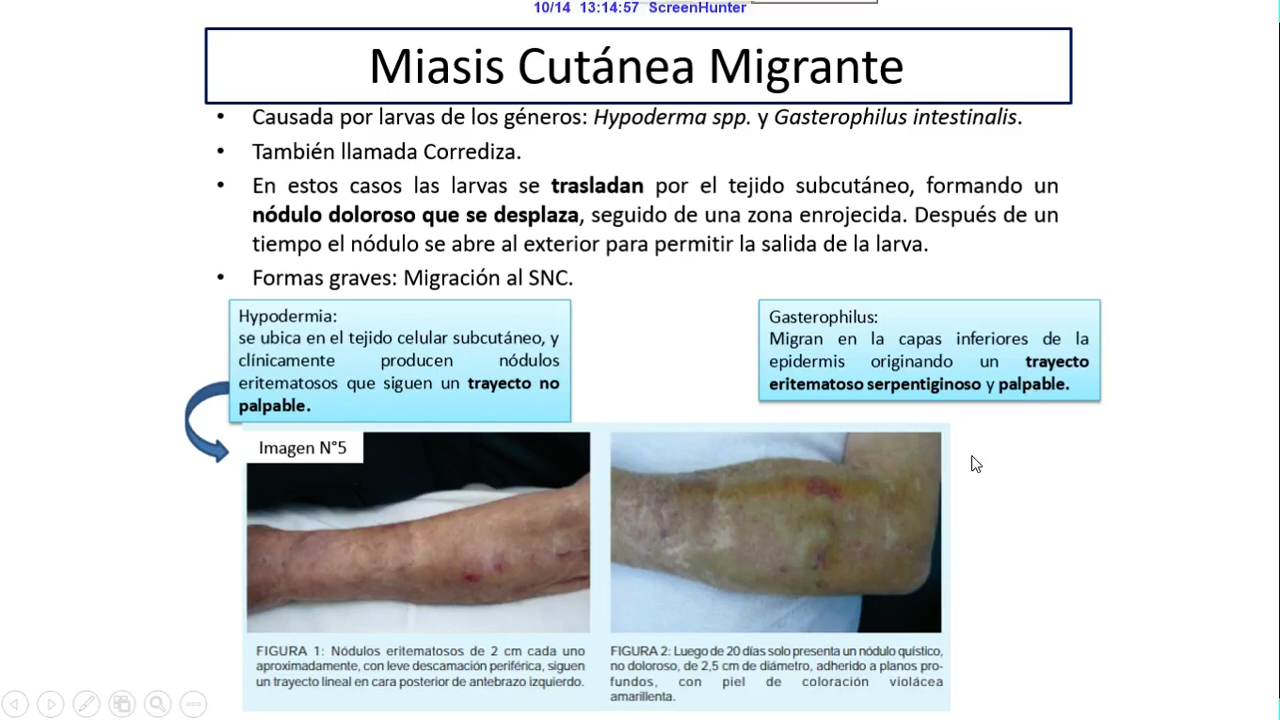 10/14 13:14:57 ScreenHunter
Miasis Cutánea Migrante
• Causada por larvas de los géneros: Hypoderma spp. y Gasterophilus intestinalis.
• También llamada Corrediza.
• En estos casos las larvas se trasladan por el tejido subcutáneo, formando un
nódulo doloroso que se desplaza, seguido de una zona enrojecida. Después de un
tiempo el nódulo se abre al exterior para permitir la salida de la larva.
• Formas graves: Migración al SNC.
Hypodermia:
se ubica en el tejido celular subcutáneo, y
clínicamente producen nódulos
eritematosos que siguen un trayecto no
palpable.
Gasterophilus:
Migran en la capas inferiores de la
epidermis originando un trayecto
eritematoso serpentiginoso y palpable.
Imagen N°5
FIGURA 1: Nódulos eritematosos de 2 cm cada uno
aproximadamente, con leve descamación periférica, siguen
un trayecto lineal en cara posterior de antebrazo izquierdo.
FIGURA 2: Luego de 20 días solo presenta un nódulo quístico,
no doloroso, de 2,5 cm de diámetro, adherido a planos pro-
fundos, con piel de coloración violácea
amarillenta.